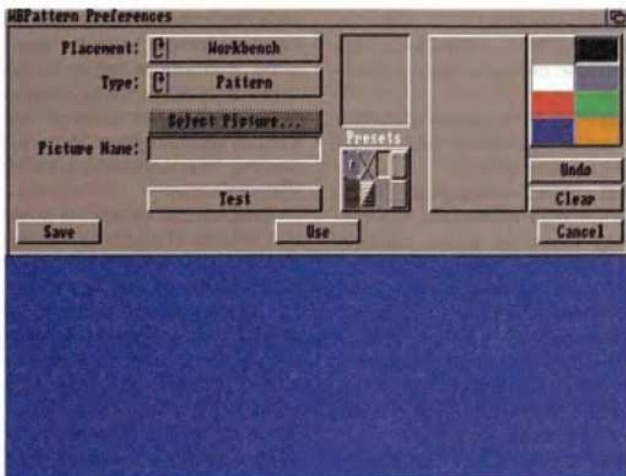 WBPattern Preferences
Placement: Workbench
Type: Pattern
Select Picture...
Picture Name:
Presets
Test
Undo
Clear
Save
Use
Cancel